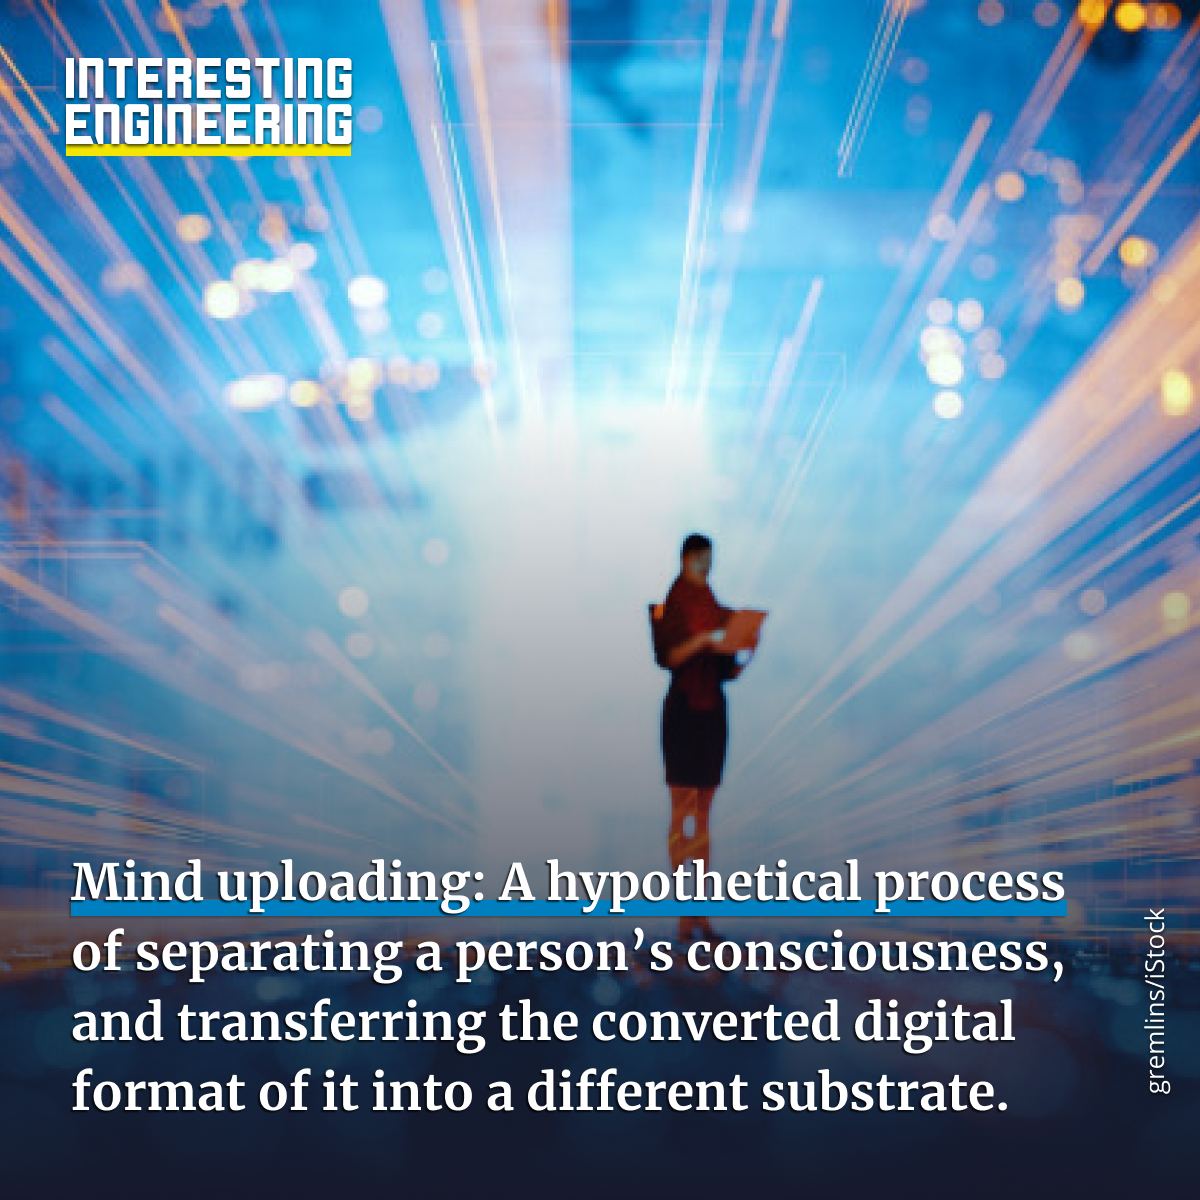 INTERESTING
ENGINEERING
Mind uploading: A hypothetical process
of separating a person’s consciousness,
and transferring the converted digital
format of it into a different substrate.
gremlins/iStock